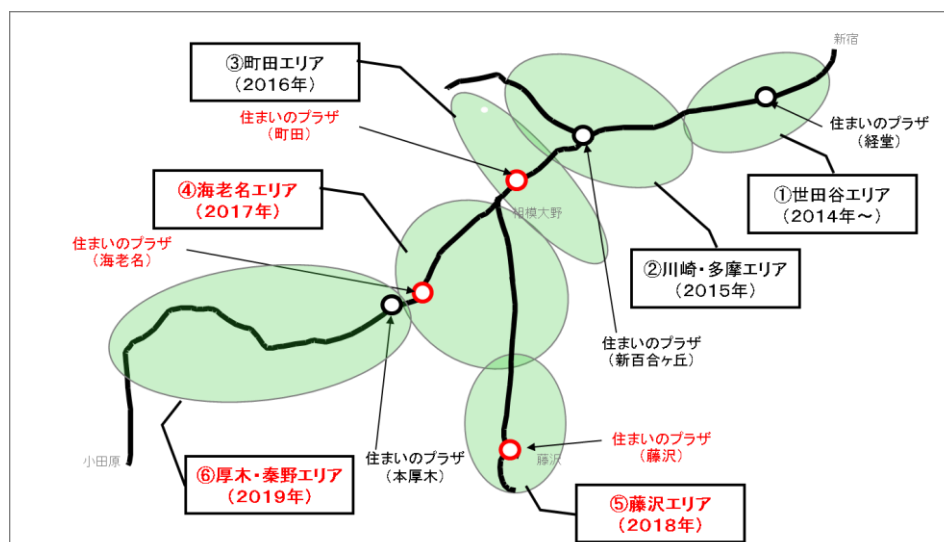 新宿
③町田エリア
（2016年）
住まいのプラザ
（町田）
住まいのプラザ
（経堂）
④海老名エリア
（2017年）
①世田谷エリア
（2014年～）
相模大野
住まいのプラザ
（海老名）
②川崎・多摩エリア
（2015年）
住まいのプラザ
（新百合ヶ丘）
小田原
⑥厚木・秦野エリア
（2019年）
住まいのプラザ
（本厚木）
藤沢
住まいのプラザ
（藤沢）
⑤藤沢エリア
（2018年）